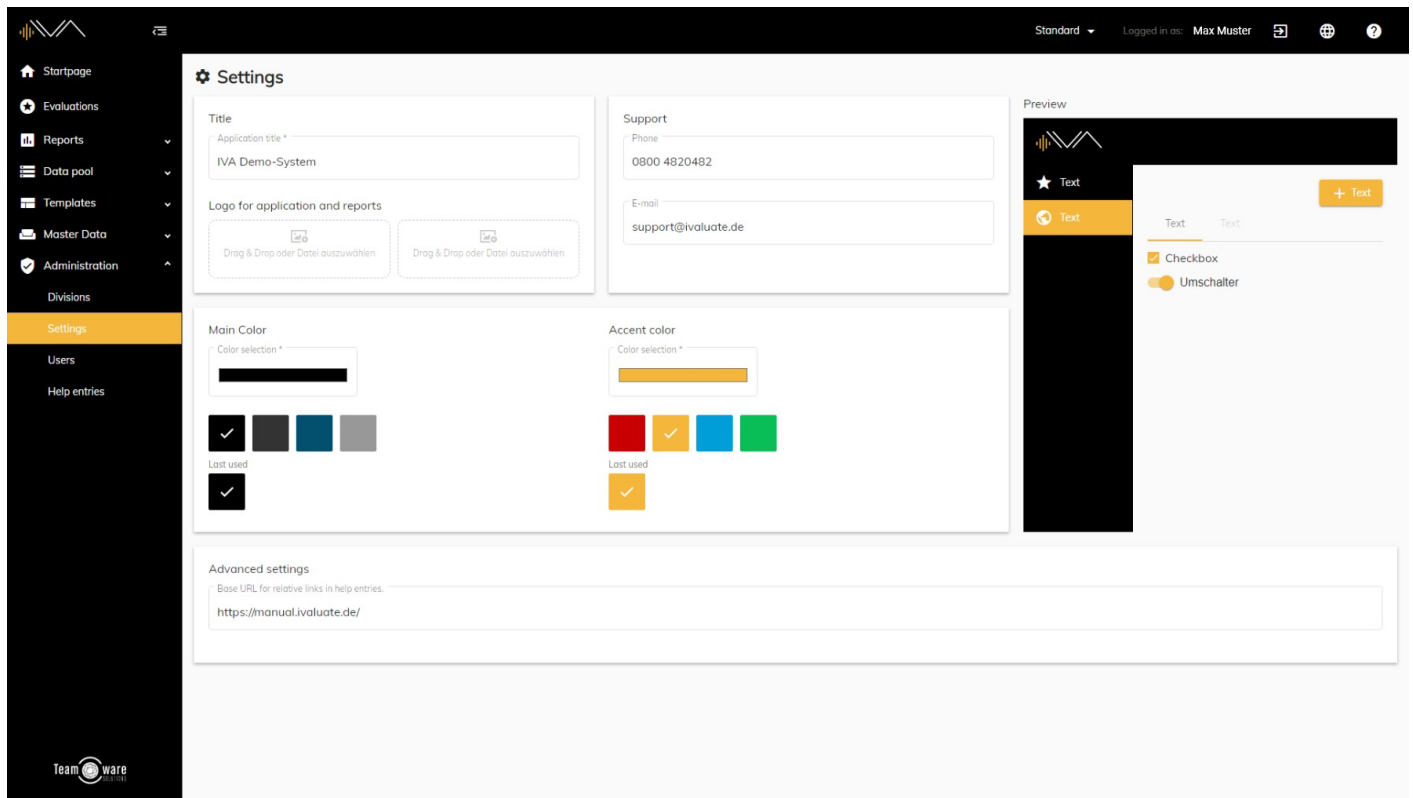 IVA
Standard
Logged in as: Max Muster
Startpage
Evaluations
Reports
Data pool
Templates
Master Data
Administration
Divisions
Settings
Users
Help entries
Team ware
SOLUTIONS
Settings
Title
Application title *
IVA Demo-System
Logo for application and reports
Drag & Drop oder Datei auszuwählen
Drag & Drop oder Datei auszuwählen
Support
Phone
0800 4820482
E-mail
support@ivaluate.de
Main Color
Color selection *
Last used
Accent color
Color selection *
Last used
Preview
IVA
Text
Text
+ Text
Text Text
Checkbox
Umschalter
Advanced settings
Base URL for relative links in help entries.
https://manual.ivaluate.de/